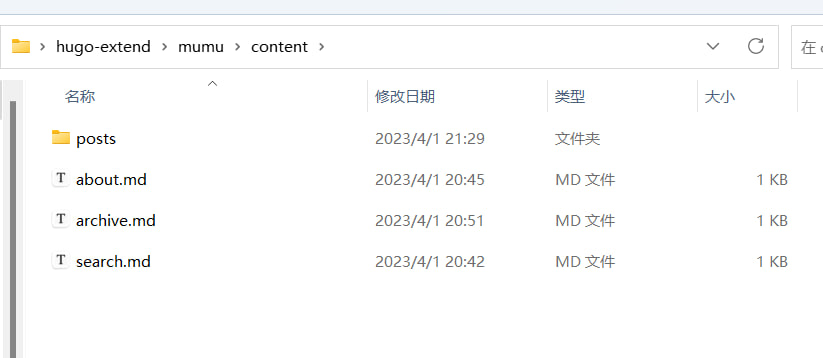 hugo-extend > mumu > content >
在
名称 修改日期 类型 大小
posts 2023/4/1 21:29 文件夹
T about.md 2023/4/1 20:45 MD 文件 1 KB
T archive.md 2023/4/1 20:51 MD 文件 1 KB
T search.md 2023/4/1 20:42 MD 文件 1 KB